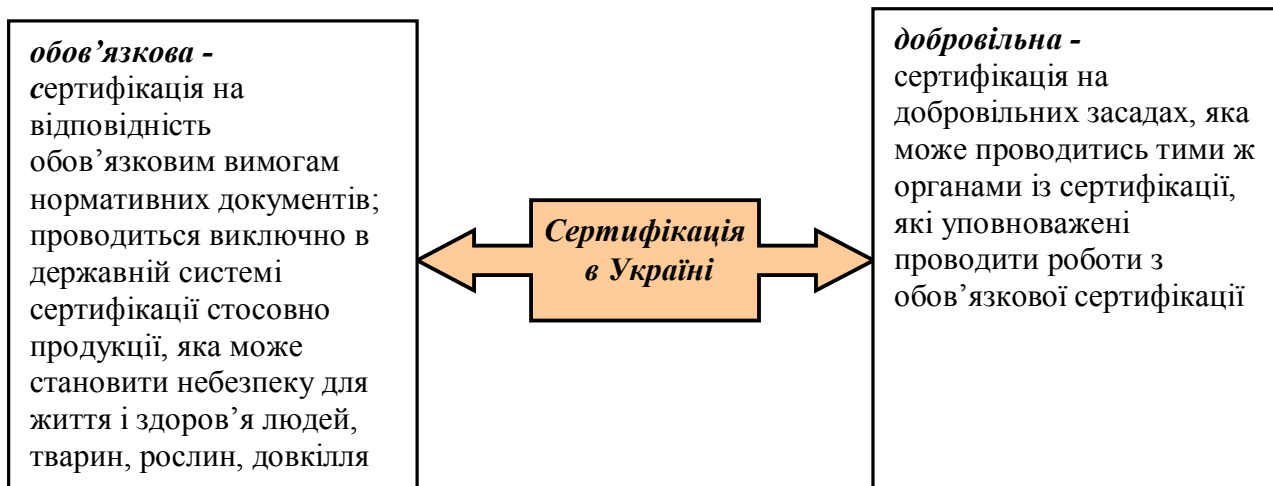 обов’язкова -
сертифікація на
відповідність
обов’язковим вимогам
нормативних документів;
проводиться виключно в
державній системі
сертифікації стосовно
продукції, яка може
становити небезпеку для
життя і здоров’я людей,
тварин, рослин, довкілля
Сертифікація
в Україні
добровільна -
сертифікація на
добровільних засадах, яка
може проводитись тими ж
органами із сертифікації,
які уповноважені
проводити роботи з
обов’язкової сертифікації